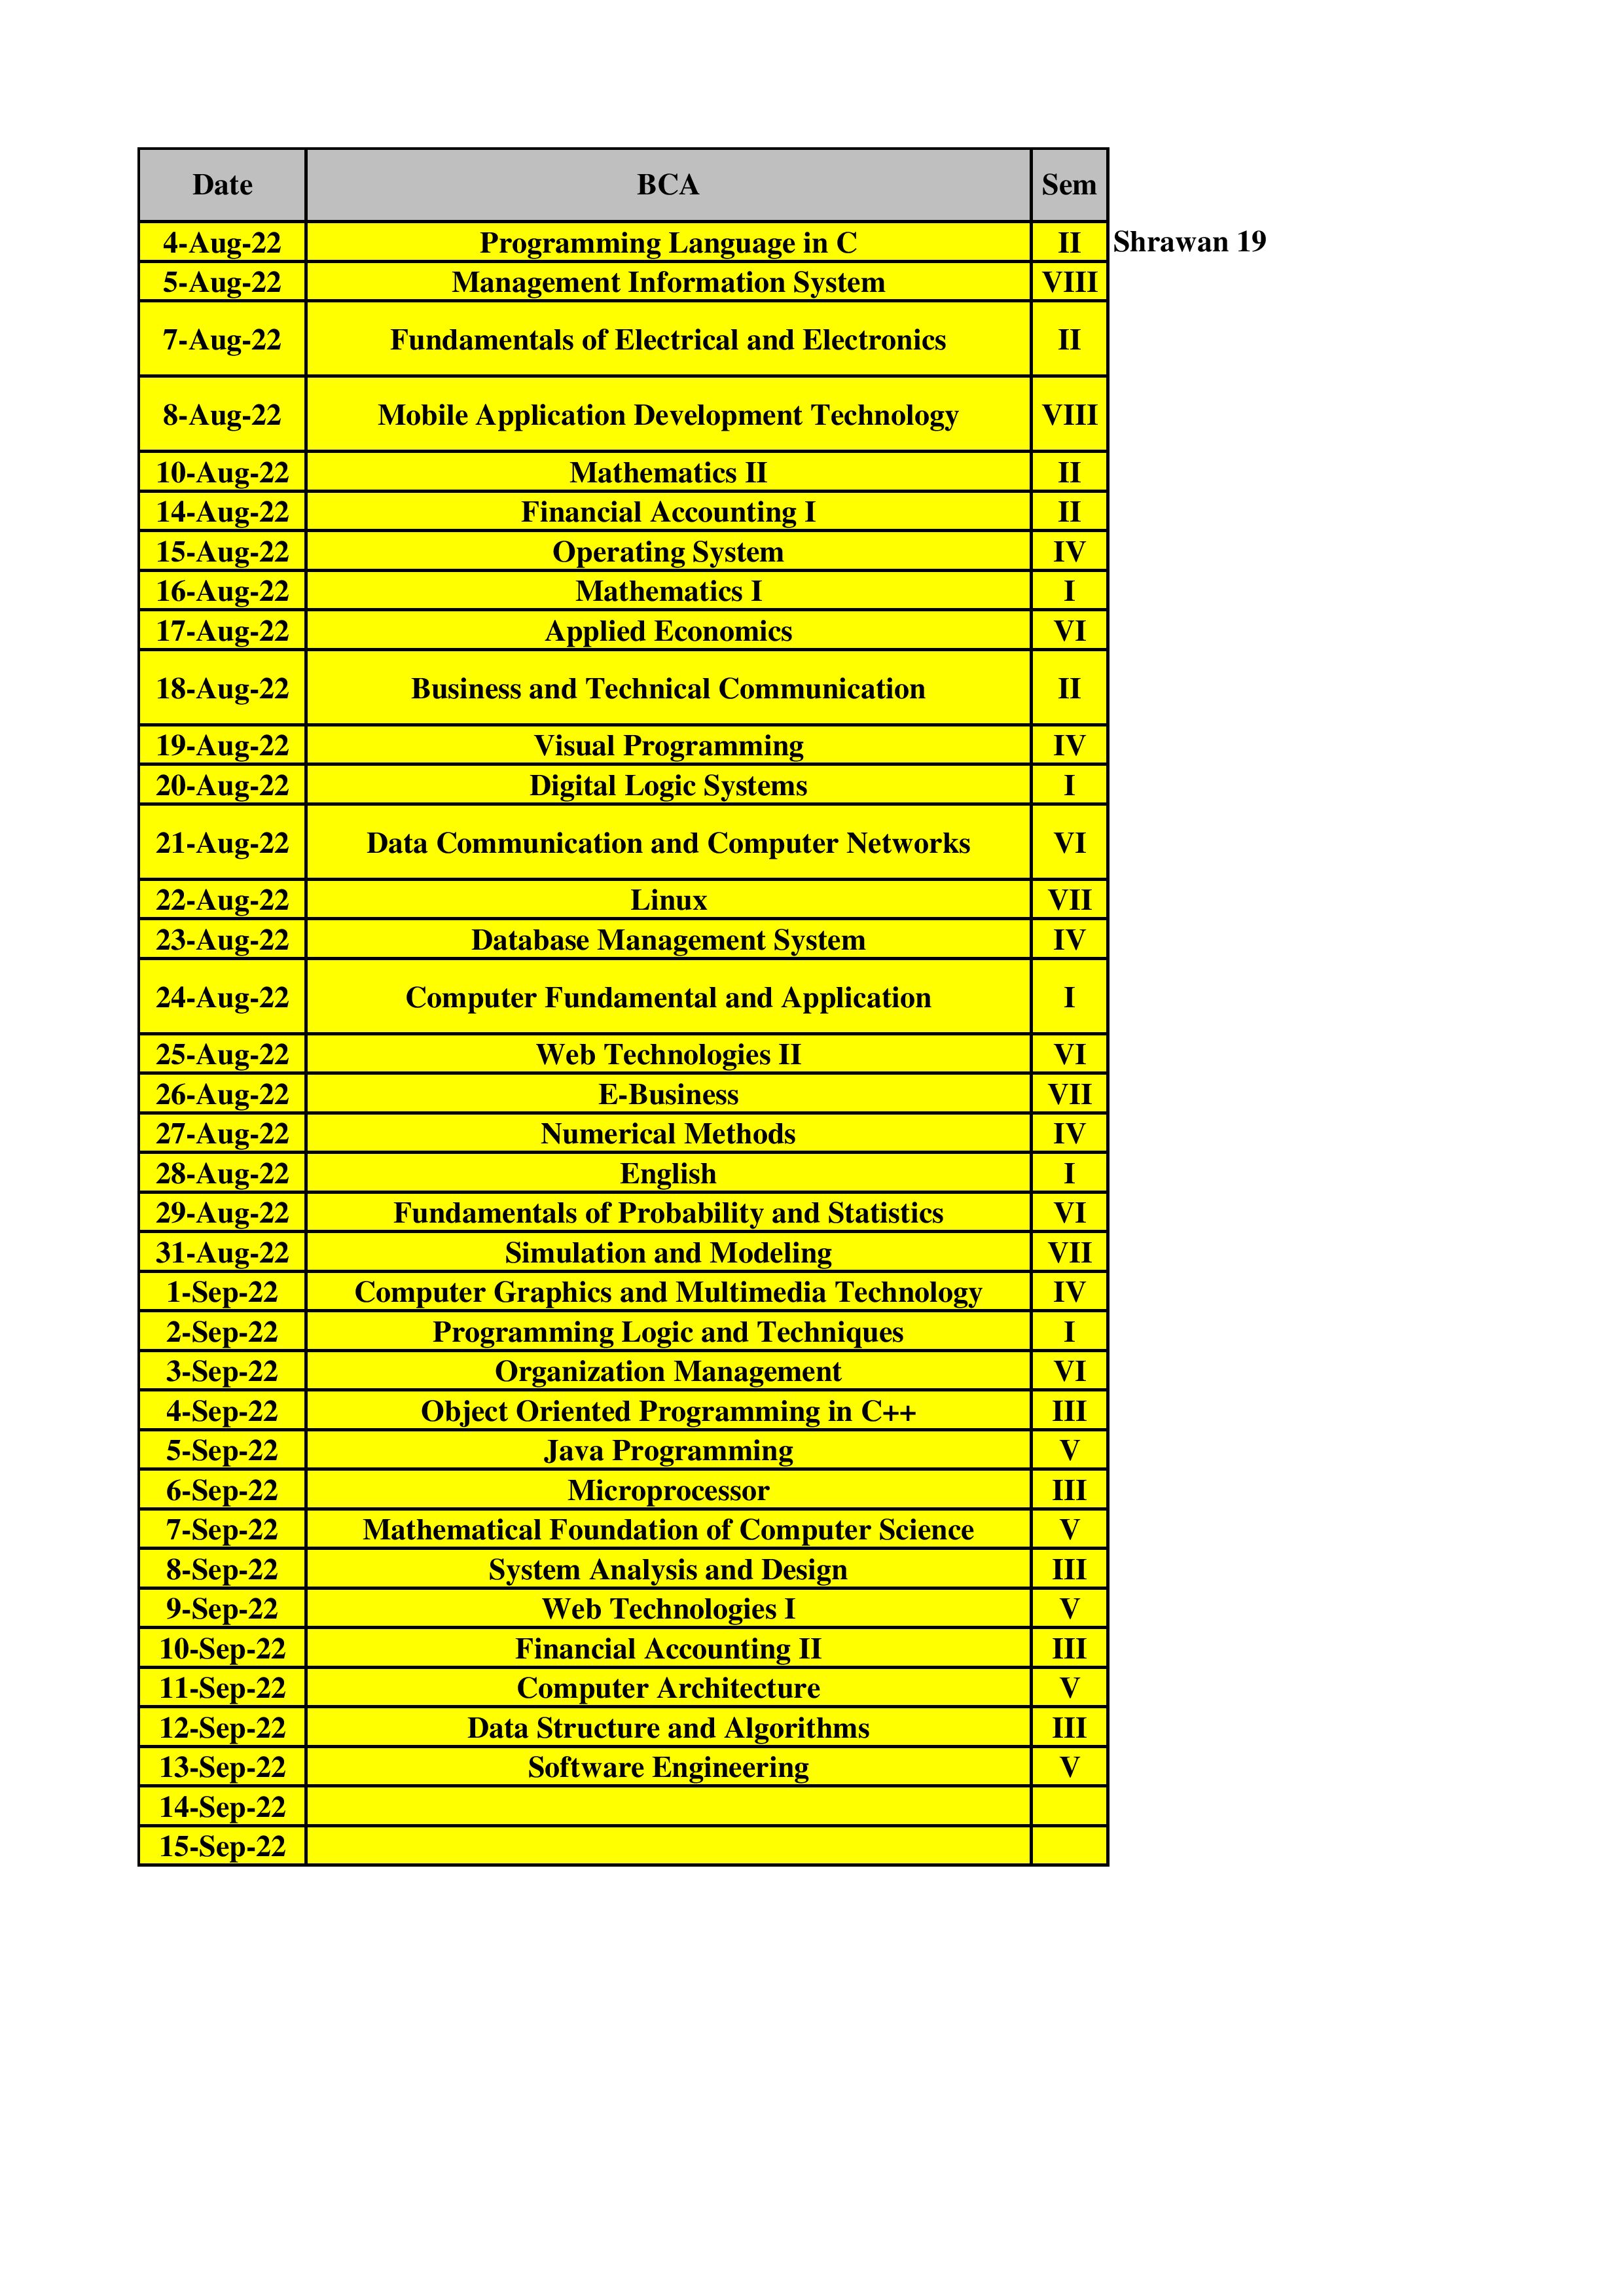 Date BCA Sem
4-Aug-22 Programming Language in C II Shrawan 19
5-Aug-22 Management Information System VIII
7-Aug-22 Fundamentals of Electrical and Electronics II
8-Aug-22 Mobile Application Development Technology VIII
10-Aug-22 Mathematics II II
14-Aug-22 Financial Accounting I II
15-Aug-22 Operating System IV
16-Aug-22 Mathematics I I
17-Aug-22 Applied Economics VI
18-Aug-22 Business and Technical Communication II
19-Aug-22 Visual Programming IV
20-Aug-22 Digital Logic Systems I
21-Aug-22 Data Communication and Computer Networks VI
22-Aug-22 Linux VII
23-Aug-22 Database Management System IV
24-Aug-22 Computer Fundamental and Application I
25-Aug-22 Web Technologies II VI
26-Aug-22 E-Business VII
27-Aug-22 Numerical Methods IV
28-Aug-22 English I
29-Aug-22 Fundamentals of Probability and Statistics VI
31-Aug-22 Simulation and Modeling VII
1-Sep-22 Computer Graphics and Multimedia Technology IV
2-Sep-22 Programming Logic and Techniques I
3-Sep-22 Organization Management VI
4-Sep-22 Object Oriented Programming in C++ III
5-Sep-22 Java Programming V
6-Sep-22 Microprocessor III
7-Sep-22 Mathematical Foundation of Computer Science V
8-Sep-22 System Analysis and Design III
9-Sep-22 Web Technologies I V
10-Sep-22 Financial Accounting II III
11-Sep-22 Computer Architecture V
12-Sep-22 Data Structure and Algorithms III
13-Sep-22 Software Engineering V
14-Sep-22
15-Sep-22